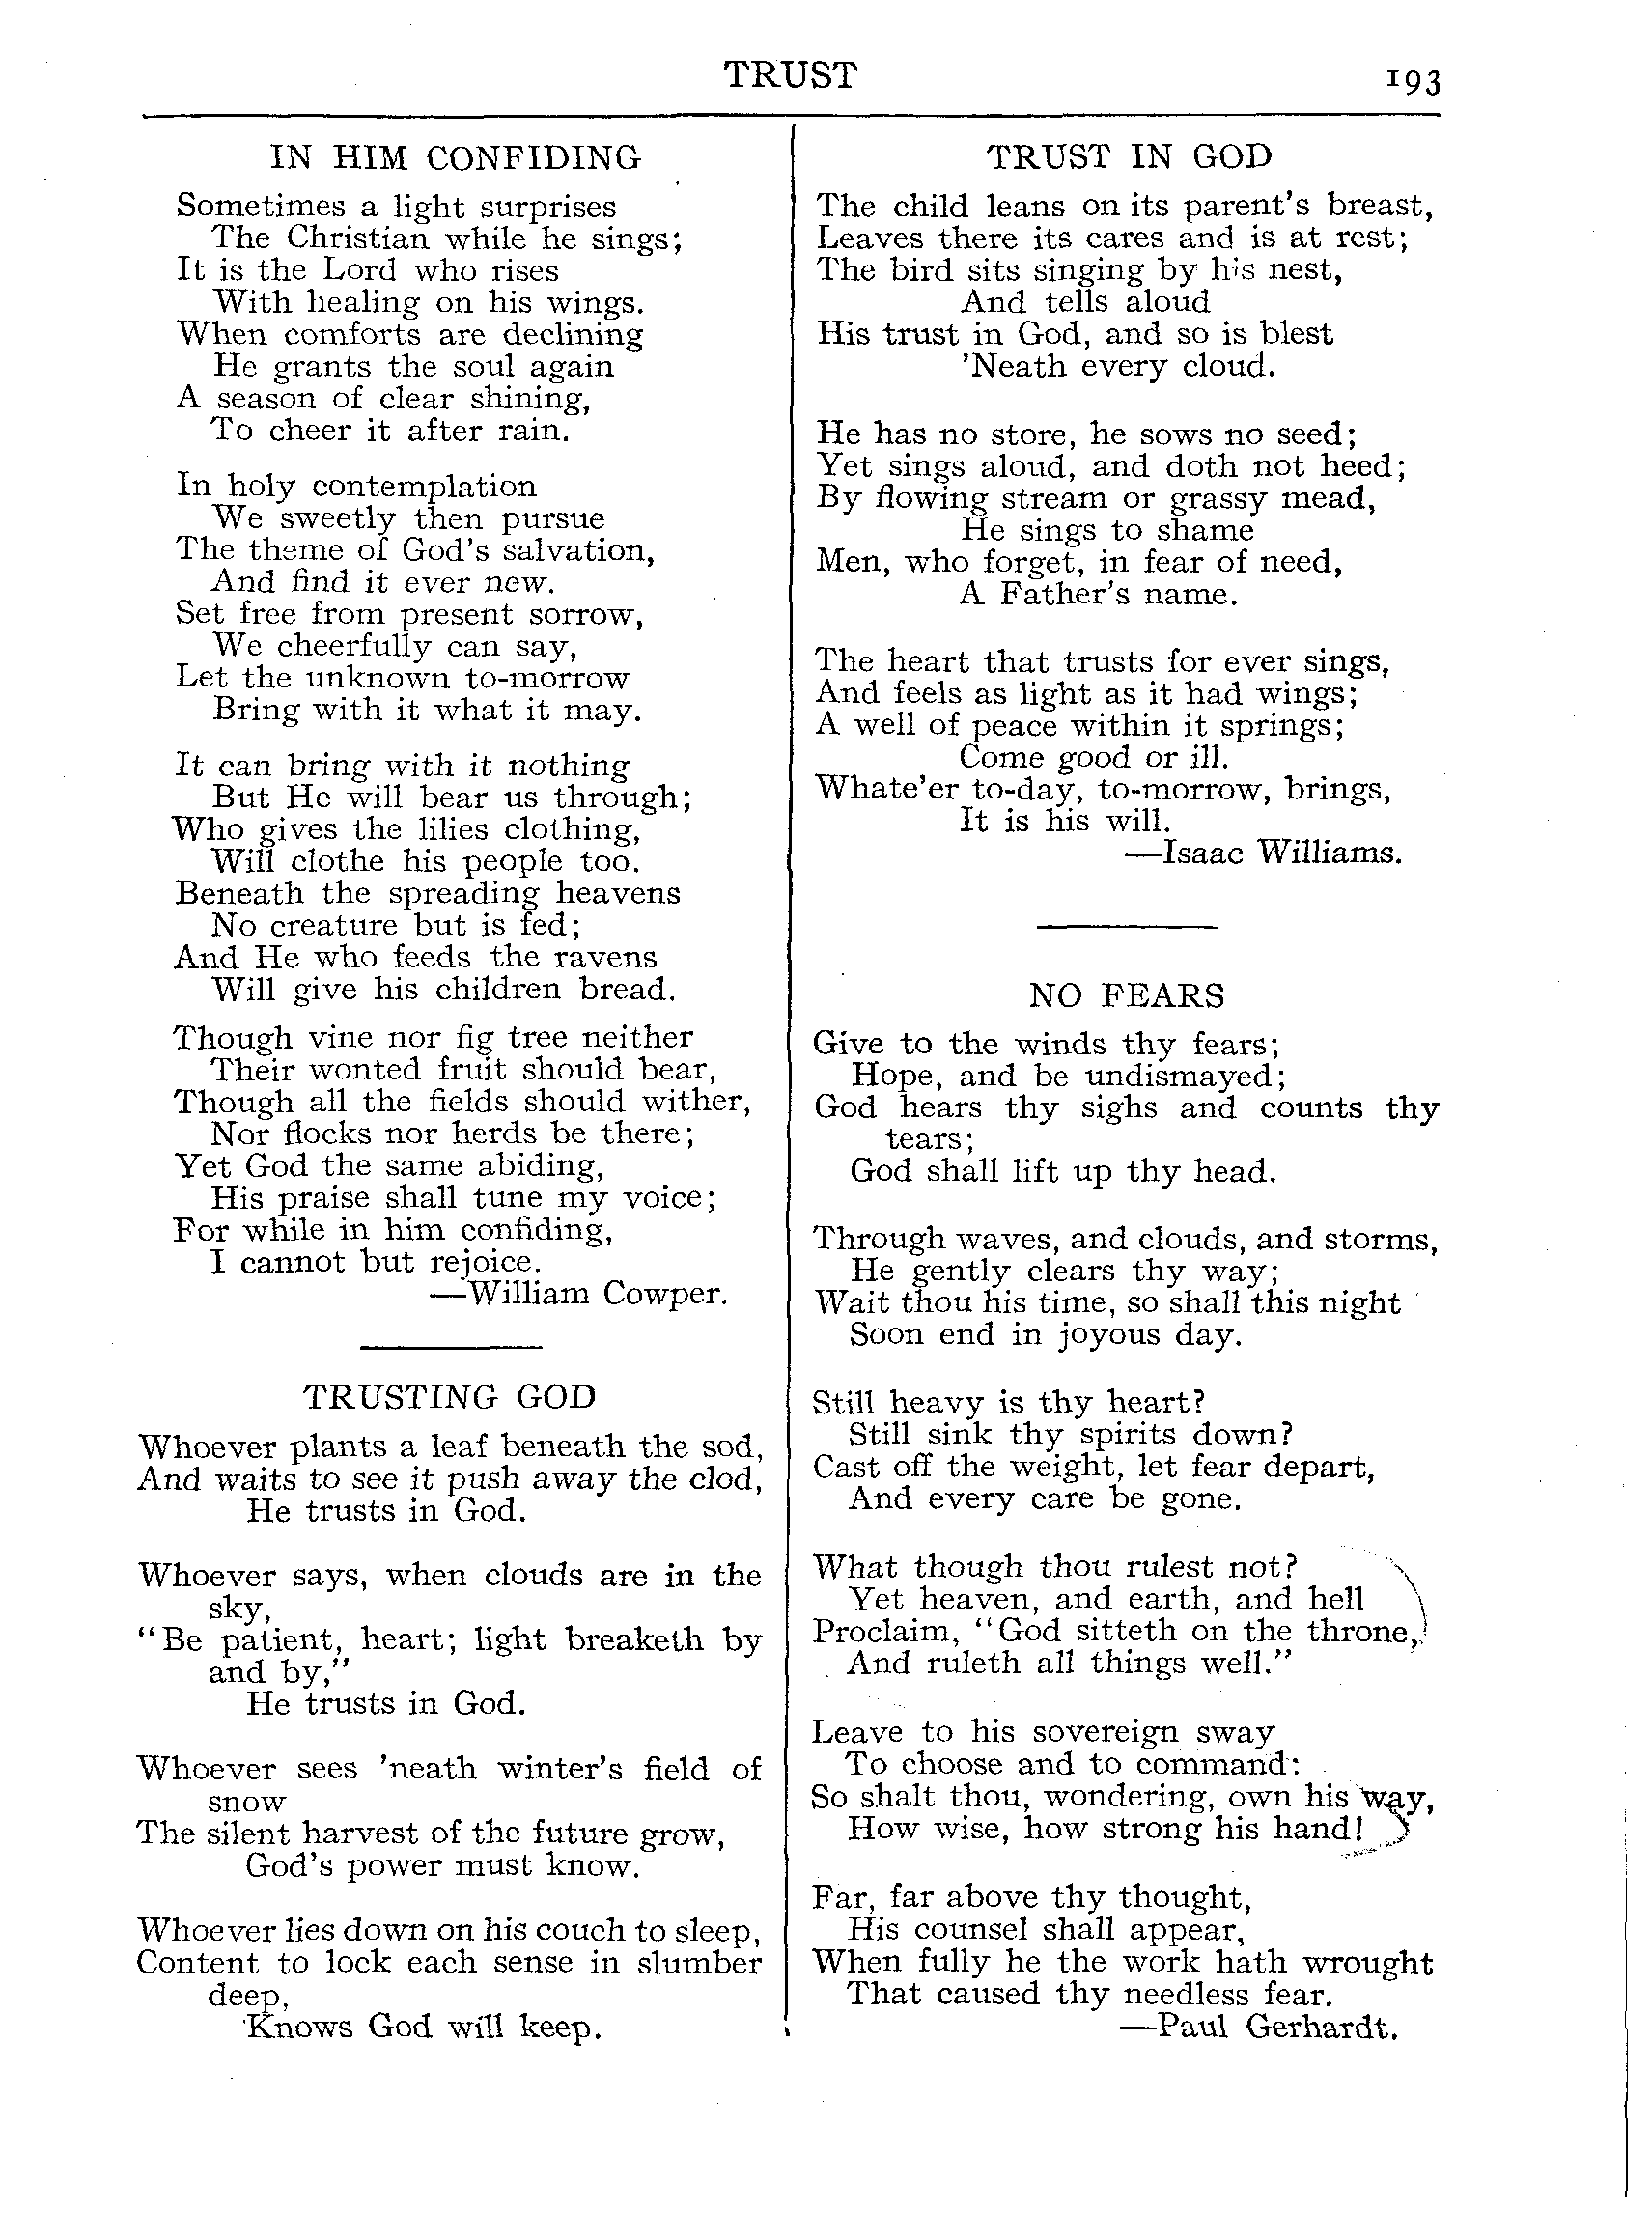 TRUST 193
IN HIM CONFIDING
Sometimes a light surprises
The Christian while he sings;
It is the Lord who rises
With healing on his wings.
When comforts are declining
He grants the soul again
A season of clear shining,
To cheer it after rain.
In holy contemplation
We sweetly then pursue
The theme of God's salvation,
And find it ever new.
Set free from present sorrow,
We cheerfully can say,
Let the unknown to-morrow
Bring with it what it may.
It can bring with it nothing
But He will bear us through;
Who gives the lilies clothing,
Will clothe his people too.
Beneath the spreading heavens
No creature but is fed;
And He who feeds the ravens
Will give his children bread.
Though vine nor fig tree neither
Their wonted fruit should bear,
Though all the fields should wither,
Nor flocks nor herds be there;
Yet God the same abiding,
His praise shall tune my voice;
For while in him confiding,
I cannot but rejoice.
—William Cowper.
TRUSTING GOD
Whoever plants a leaf beneath the sod,
And waits to see it push away the clod,
He trusts in God.
Whoever says, when clouds are in the
sky,
"Be patient, heart; light breaketh by
and by,"
He trusts in God.
Whoever sees 'neath winter's field of
snow
The silent harvest of the future grow,
God's power must know.
Whoever lies down on his couch to sleep,
Content to lock each sense in slumber
deep,
Knows God will keep.
TRUST IN GOD
The child leans on its parent's breast,
Leaves there its cares and is at rest;
The bird sits singing by his nest,
And tells aloud
His trust in God, and so is blest
'Neath every cloud.
He has no store, he sows no seed;
Yet sings aloud, and doth not heed;
By flowing stream or grassy mead,
He sings to shame
Men, who forget, in fear of need,
A Father's name.
The heart that trusts for ever sings,
And feels as light as it had wings;
A well of peace within it springs;
Come good or ill.
Whate'er to-day, to-morrow, brings,
It is his will.
—Isaac Williams.
NO FEARS
Give to the winds thy fears;
Hope, and be undismayed;
God hears thy sighs and counts thy
tears;
God shall lift up thy head.
Through waves, and clouds, and storms,
He gently clears thy way;
Wait thou his time, so shall this night
Soon end in joyous day.
Still heavy is thy heart?
Still sink thy spirits down?
Cast off the weight, let fear depart,
And every care be gone.
What though thou rulest not?
Yet heaven, and earth, and hell
Proclaim, "God sitteth on the throne,
And ruleth all things well."
Leave to his sovereign sway
To choose and to command:
So shalt thou, wondering, own his way,
How wise, how strong his hand!
Far, far above thy thought,
His counsel shall appear,
When fully he the work hath wrought
That caused thy needless fear.
—Paul Gerhardt.